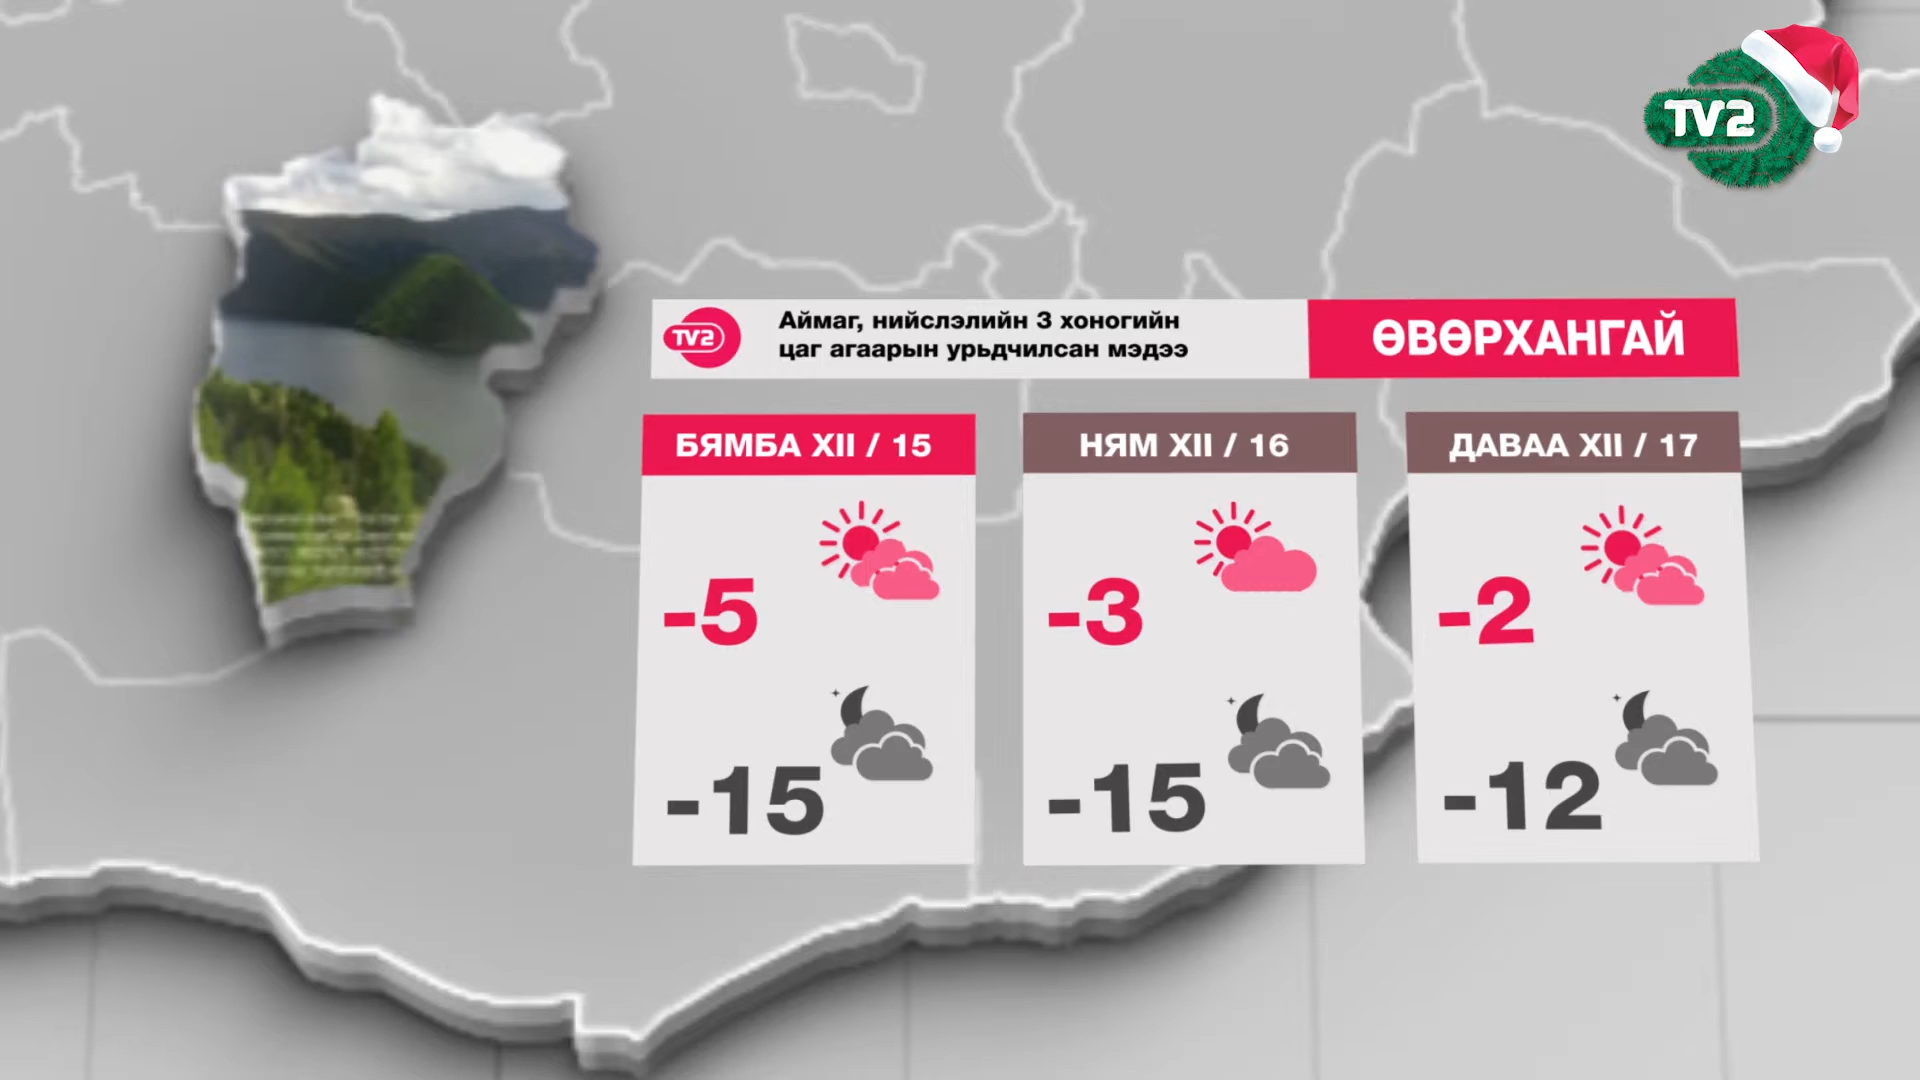 TV2
TV2
Аймаг, нийслэлийн 3 хоногийн
цаг агаарын урьдчилсан мэдээ
ӨВӨРХАНГАЙ
БЯМБА XII / 15
-5
-15
НЯМ XII / 16
-3
-15
ДАВАА XII / 17
-2
-12